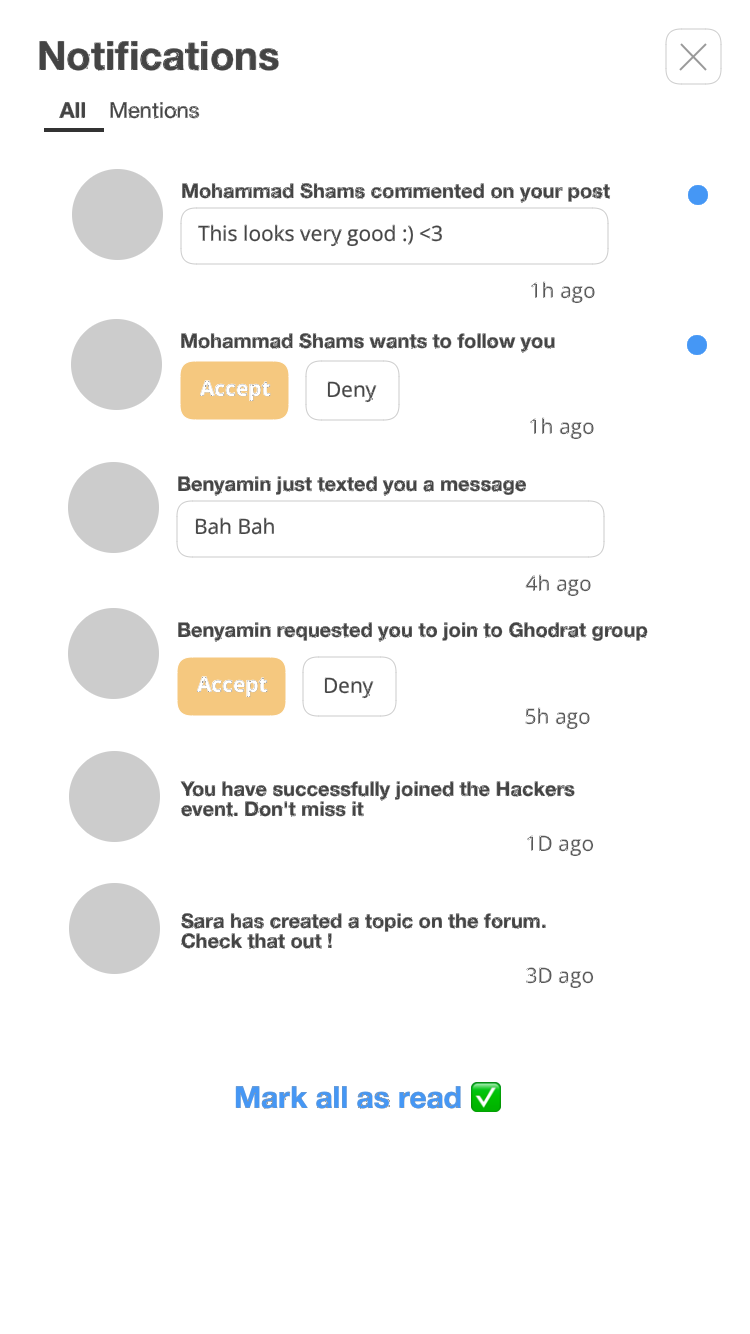 Notifications
All Mentions
Mohammad Shams commented on your post
This looks very good :) <3
1h ago
Mohammad Shams wants to follow you
Accept Deny
1h ago
Benyamin just texted you a message
Bah Bah
4h ago
Benyamin requested you to join to Ghodrat group
Accept Deny
5h ago
You have successfully joined the Hackers
event. Don't miss it
1D ago
Sara has created a topic on the forum.
Check that out !
3D ago
Mark all as read ✅